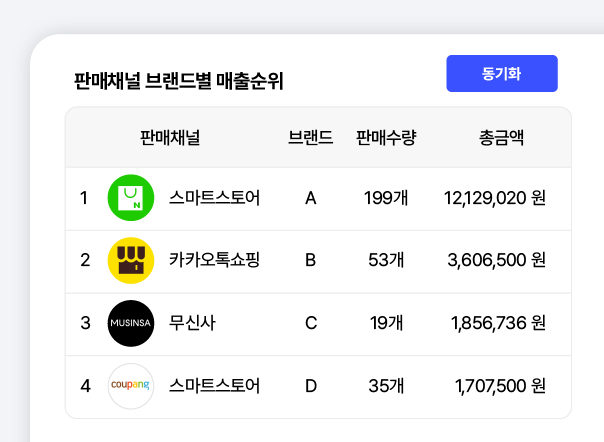 판매채널 브랜드별 매출순위
동기화
판매채널 브랜드 판매수량 총금액
1 N 스마트스토어 A 199개 12,129,020 원
2 카카오톡쇼핑 B 53개 3,606,500 원
3 MUSINSA 무신사 C 19개 1,856,736 원
4 coupang 스마트스토어 D 35개 1,707,500 원